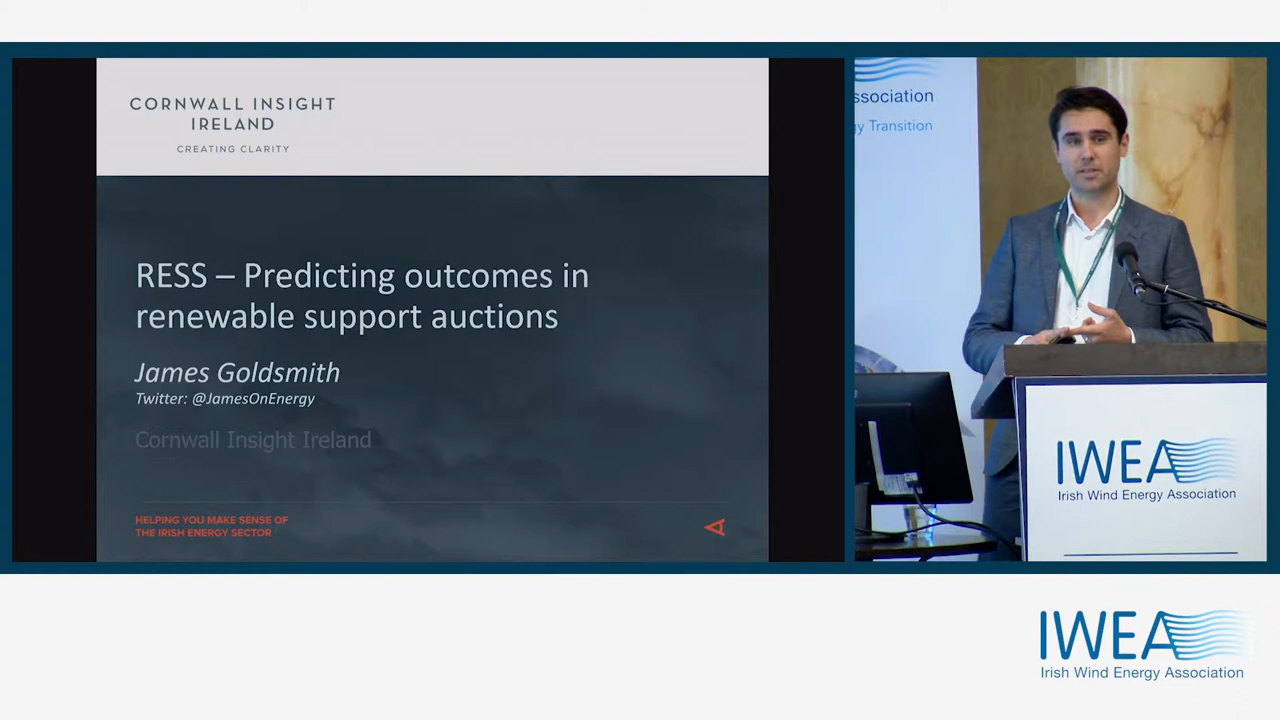 CORNWALL INSIGHT
IRELAND
CREATING CLARITY
RESS – Predicting outcomes in
renewable support auctions
James Goldsmith
Twitter: @JamesOnEnergy
Cornwall Insight Ireland
HELPING YOU MAKE SENSE OF
THE IRISH ENERGY SECTOR
ssociation
gy Transition
IWEA
Irish Wind Energy Association
IWEA
Irish Wind Energy Association